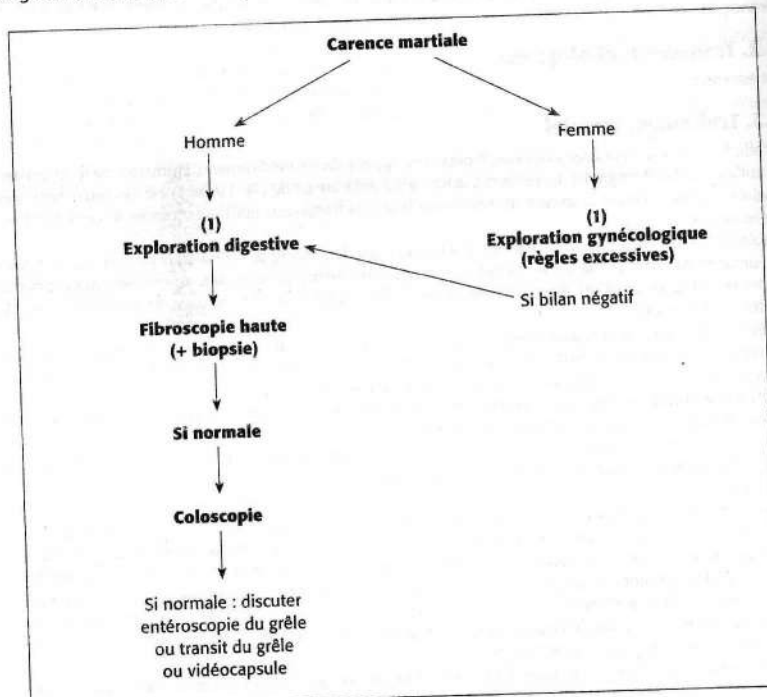 Carence martiale
Homme
Femme
(1)
Exploration digestive
(1)
Exploration gynécologique
(règles excessives)
Si bilan négatif
Fibroscopie haute
(+ biopsie)
Si normale
Coloscopie
Si normale : discuter
entéroscopie du grêle
ou transit du grêle
ou vidéocapsule